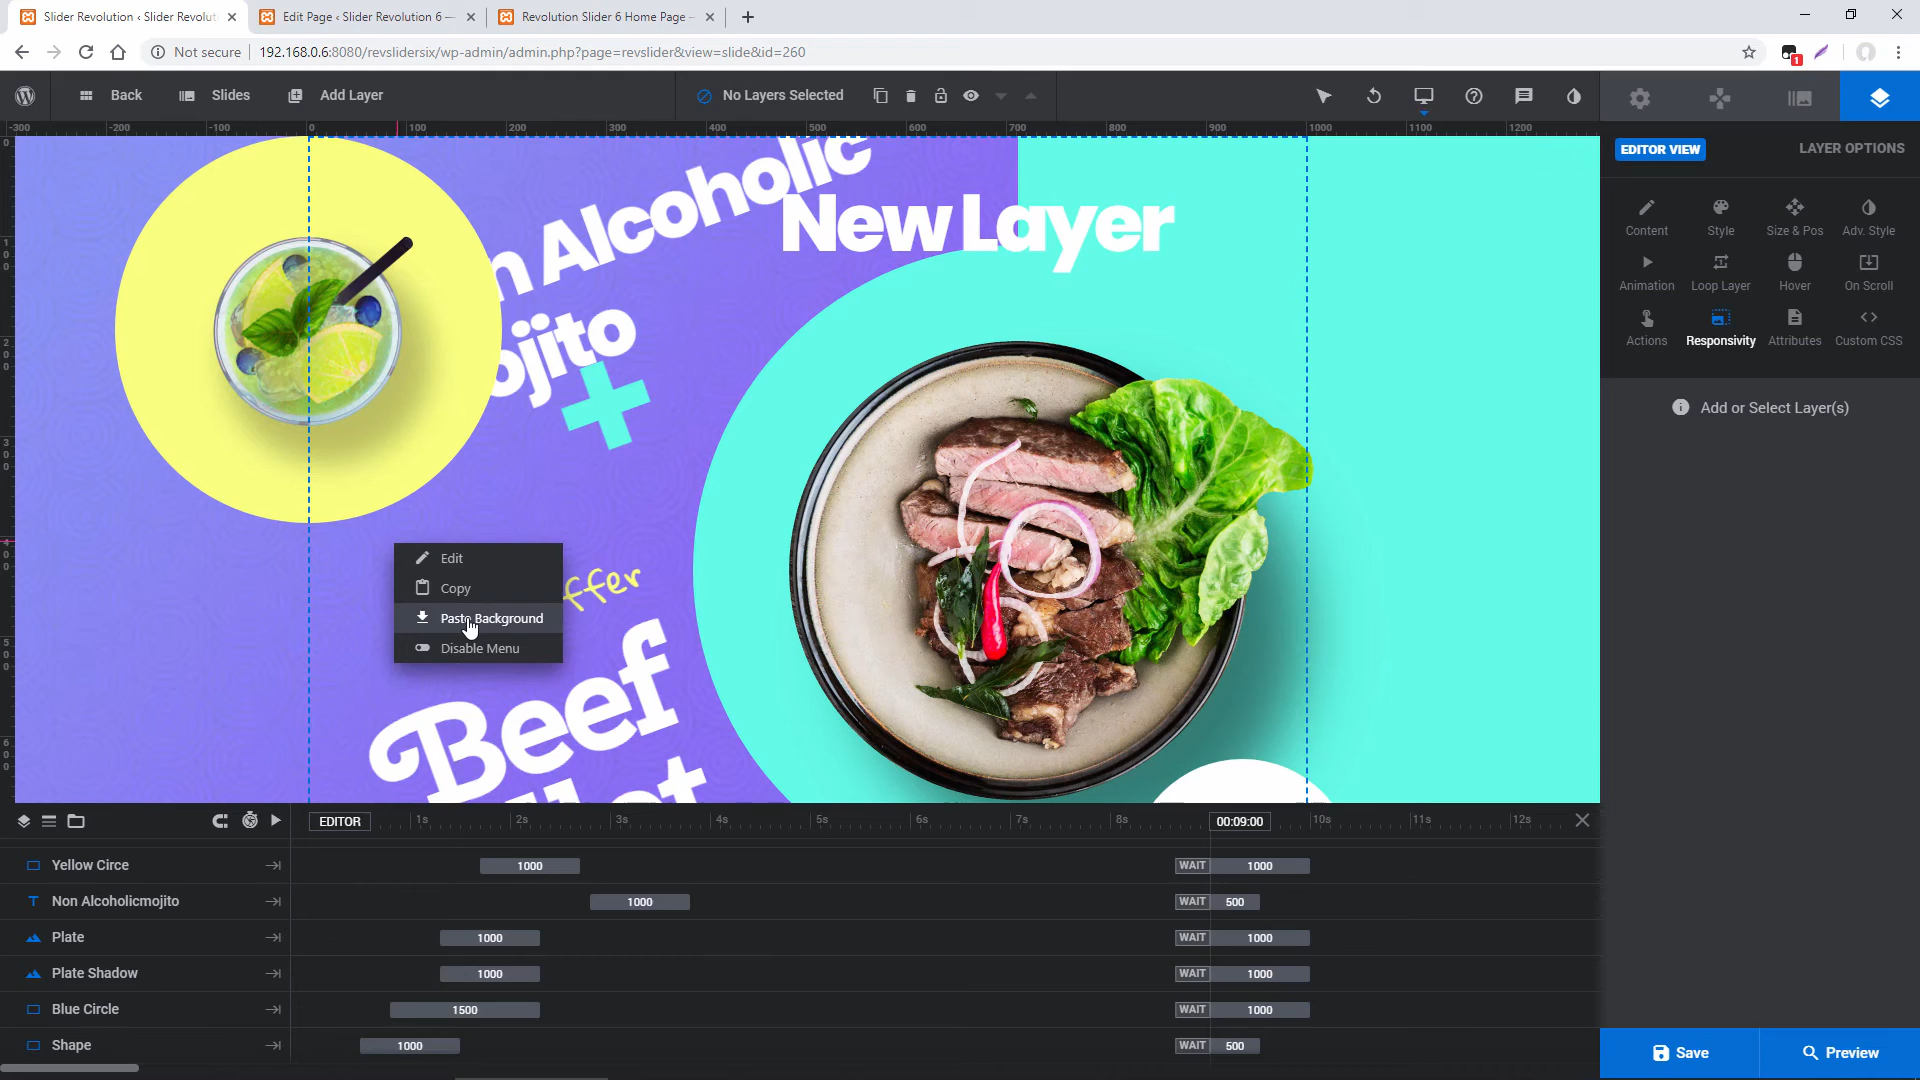 Slider Revolution ‹ Slider Revolut
Edit Page ‹ Slider Revolution 6 —
Revolution Slider 6 Home Page –
Not secure
192.168.0.6:8080/revslidersix/wp-admin/admin.php?page=revslider&view=slide&id=260
1
Back
Slides
Add Layer
No Layers Selected
-300 -200 -100 0 100 200 300 400 500 600 700 800 900 1000 1100 1200
EDITOR VIEW
LAYER OPTIONS
Content
Style
Size & Pos
Adv. Style
Animation
Loop Layer
Hover
On Scroll
Actions
Responsivity
Attributes
Custom CSS
Add or Select Layer(s)
n Alcoholic
ojito
New Layer
Edit
Copy
Paste Background
Disable Menu
ffer
Beef
EDITOR
1s 2s 3s 4s 5s 6s 7s 8s 00:09:00 10s 11s 12s
Yellow Circe 1000 WAIT 1000
Non Alcoholicmojito 1000 WAIT 500
Plate 1000 WAIT 1000
Plate Shadow 1000 WAIT 1000
Blue Circle 1500 WAIT 1000
Shape 1000 WAIT 500
Save
Preview